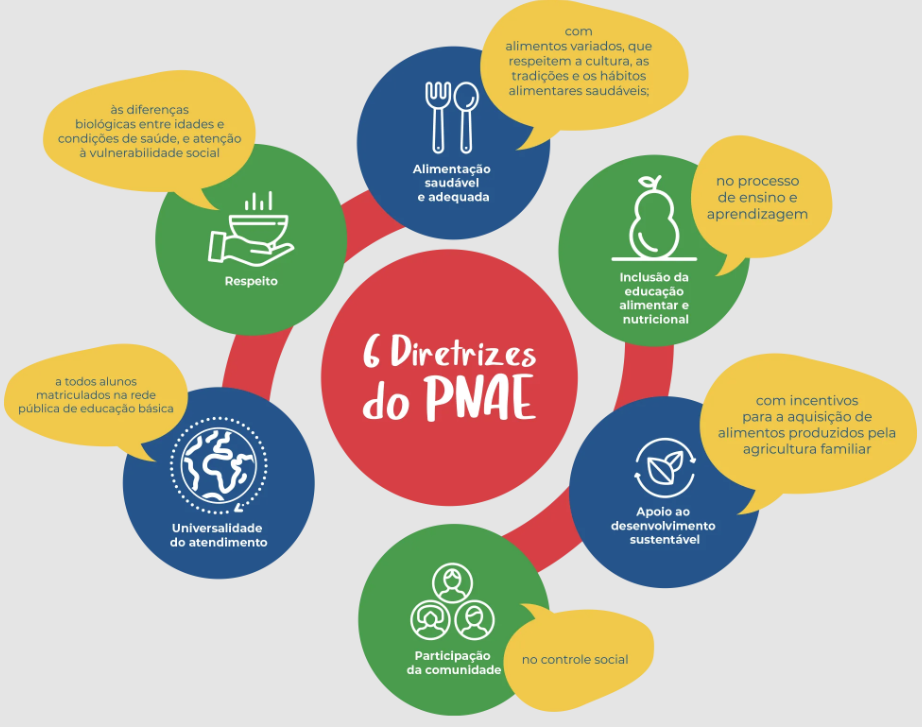 6 Diretrizes
do PNAE
Alimentação
saudável
e adequada
com
alimentos variados, que
respeitem a cultura, as
tradições e os hábitos
alimentares saudáveis;
Inclusão da
educação
alimentar e
nutricional
no processo
de ensino e
aprendizagem
Apoio ao
desenvolvimento
sustentável
com incentivos
para a aquisição de
alimentos produzidos pela
agricultura familiar
Participação
da comunidade
no controle social
Universalidade
do atendimento
a todos alunos
matriculados na rede
pública de educação básica
Respeito
às diferenças
biológicas entre idades e
condições de saúde, e atenção
à vulnerabilidade social